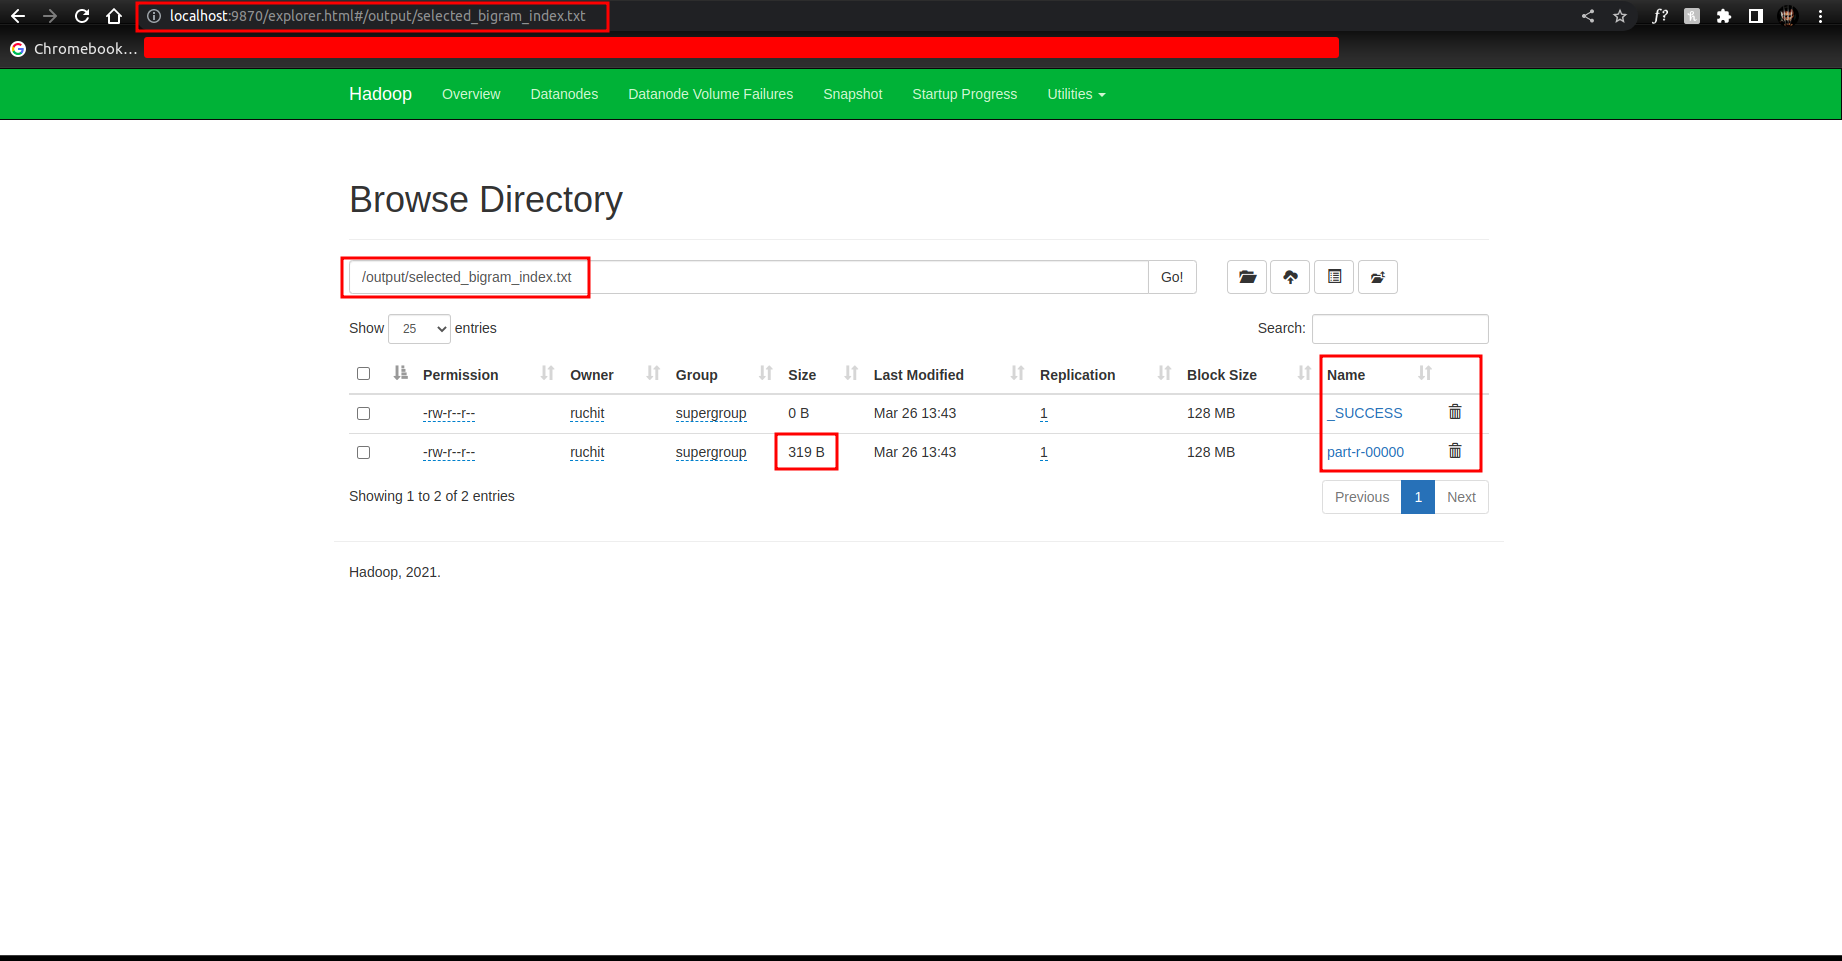 localhost:9870/explorer.html#/output/selected_bigram_index.txt
f?
Chromebook...
Hadoop Overview Datanodes Datanode Volume Failures Snapshot Startup Progress Utilities
Browse Directory
/output/selected_bigram_index.txt Go!
Show 25 entries Search:
Permission Owner Group Size Last Modified Replication Block Size Name
-rw-r--r-- ruchit supergroup 0 B Mar 26 13:43 1 128 MB _SUCCESS
-rw-r--r-- ruchit supergroup 319 B Mar 26 13:43 1 128 MB part-r-00000
Showing 1 to 2 of 2 entries Previous 1 Next
Hadoop, 2021.